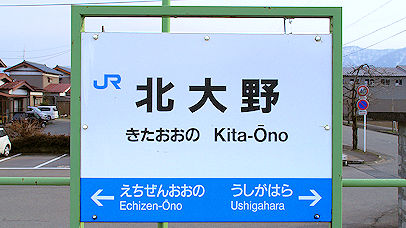 JR 北大野
きたおおの Kita-Ōno
← えちぜんおおの うしがはら →
Echizen-Ōno Ushigahara